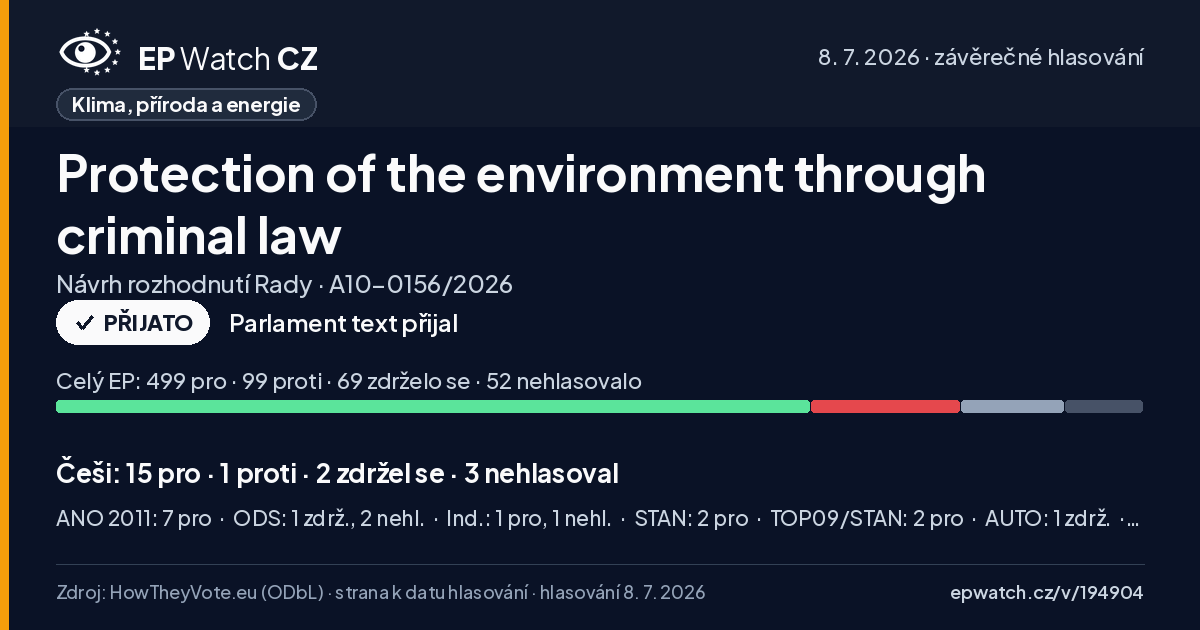 EP Watch CZ
8. 7. 2026 · závěrečné hlasování
Klima, příroda a energie
Protection of the environment through
criminal law
Návrh rozhodnutí Rady · A10–0156/2026
✓ PŘIJATO Parlament text přijal
Celý EP: 499 pro · 99 proti · 69 zdrželo se · 52 nehlasovalo
Češi: 15 pro · 1 proti · 2 zdržel se · 3 nehlasoval
ANO 2011: 7 pro · ODS: 1 zdrž., 2 nehl. · Ind.: 1 pro, 1 nehl. · STAN: 2 pro · TOP09/STAN: 2 pro · AUTO: 1 zdrž. ·…
Zdroj: HowTheyVote.eu (ODbL) · strana k datu hlasování · hlasování 8. 7. 2026
epwatch.cz/v/194904